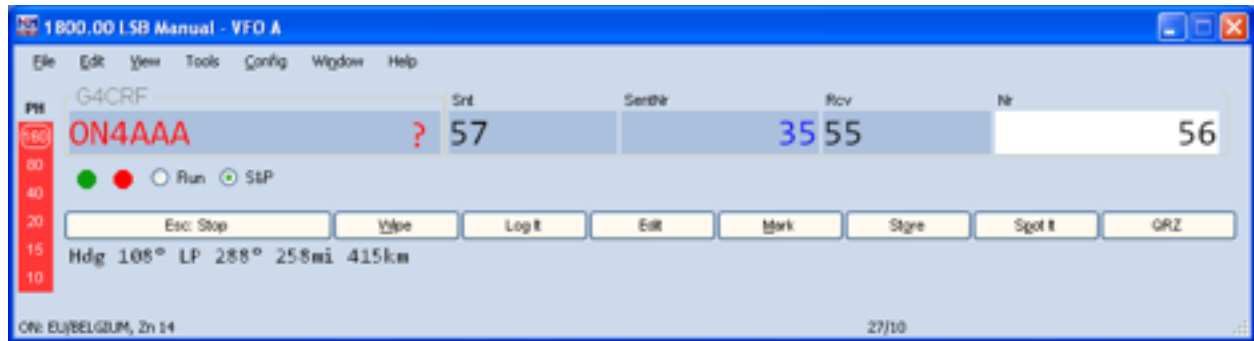 1800.00 LSB Manual - VFO A
File Edit View Tools Config Window Help
PH G4CRF Snt SentNr Rcv Nr
160 ON4AAA ? 57 35 55 56
80
Run S&P
40
20 Esc: Stop Wipe Log It Edit Mark Store Spot It QRZ
15 Hdg 108° LP 288° 258mi 415km
10
ON: EU/BELGIUM, Zn 14 27/10